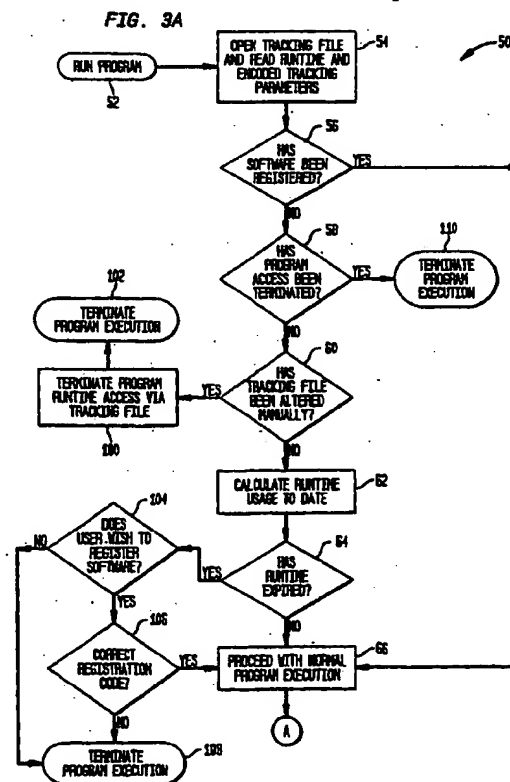 FIG. 3A
50
RUN PROGRAM
52
OPEN TRACKING FILE
AND READ RUNTIME AND
ENCODED TRACKING
PARAMETERS
54
56
HAS
SOFTWARE BEEN
REGISTERED?
YES
NO
58
HAS
PROGRAM
ACCESS BEEN
TERMINATED?
YES
110
TERMINATE
PROGRAM
EXECUTION
NO
102
TERMINATE
PROGRAM EXECUTION
60
HAS
TRACKING FILE
BEEN ALTERED
MANUALLY?
YES
TERMINATE PROGRAM
RUNTIME ACCESS VIA
TRACKING FILE
100
NO
CALCULATE RUNTIME
USAGE TO DATE
62
104
DOES
USER WISH TO
REGISTER
SOFTWARE?
NO
YES
64
HAS
RUNTIME
EXPIRED?
YES
NO
106
CORRECT
REGISTRATION
CODE?
YES
NO
66
PROCEED WITH NORMAL
PROGRAM EXECUTION
A
TERMINATE
PROGRAM EXECUTION
108